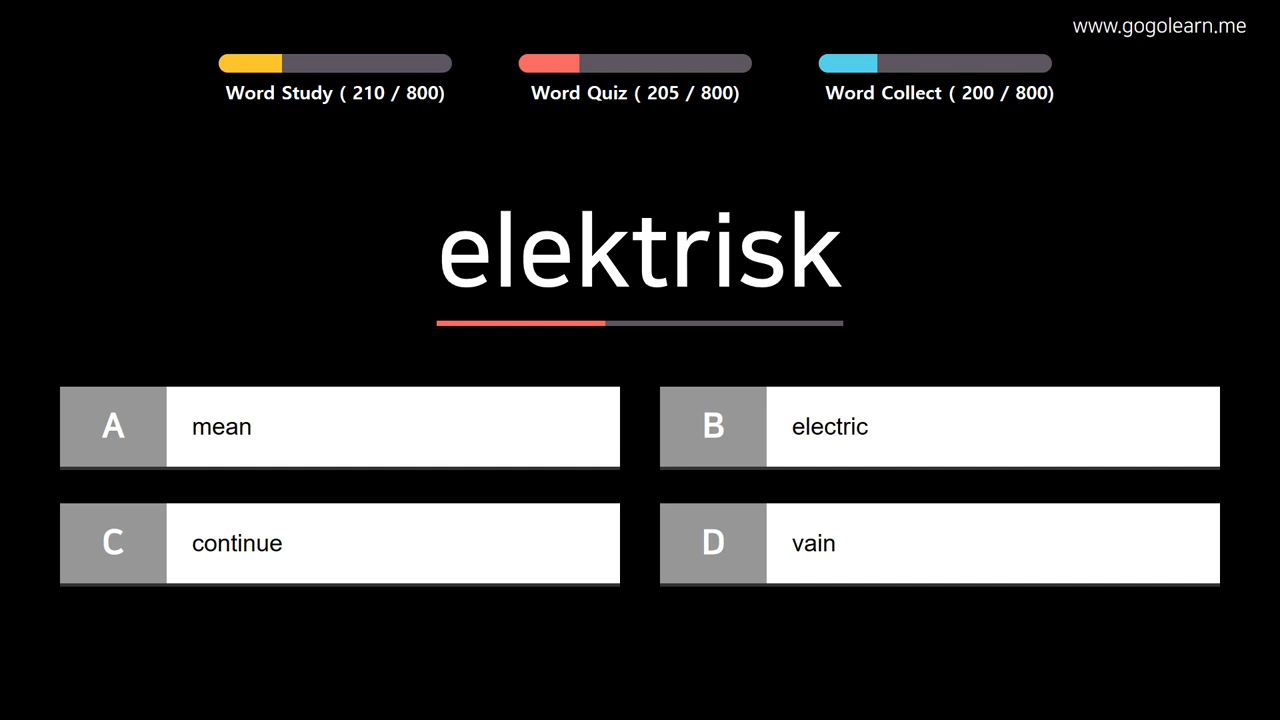 www.gogolearn.me
Word Study ( 210 / 800)
Word Quiz ( 205 / 800)
Word Collect ( 200 / 800)
elektrisk
A mean
B electric
C continue
D vain